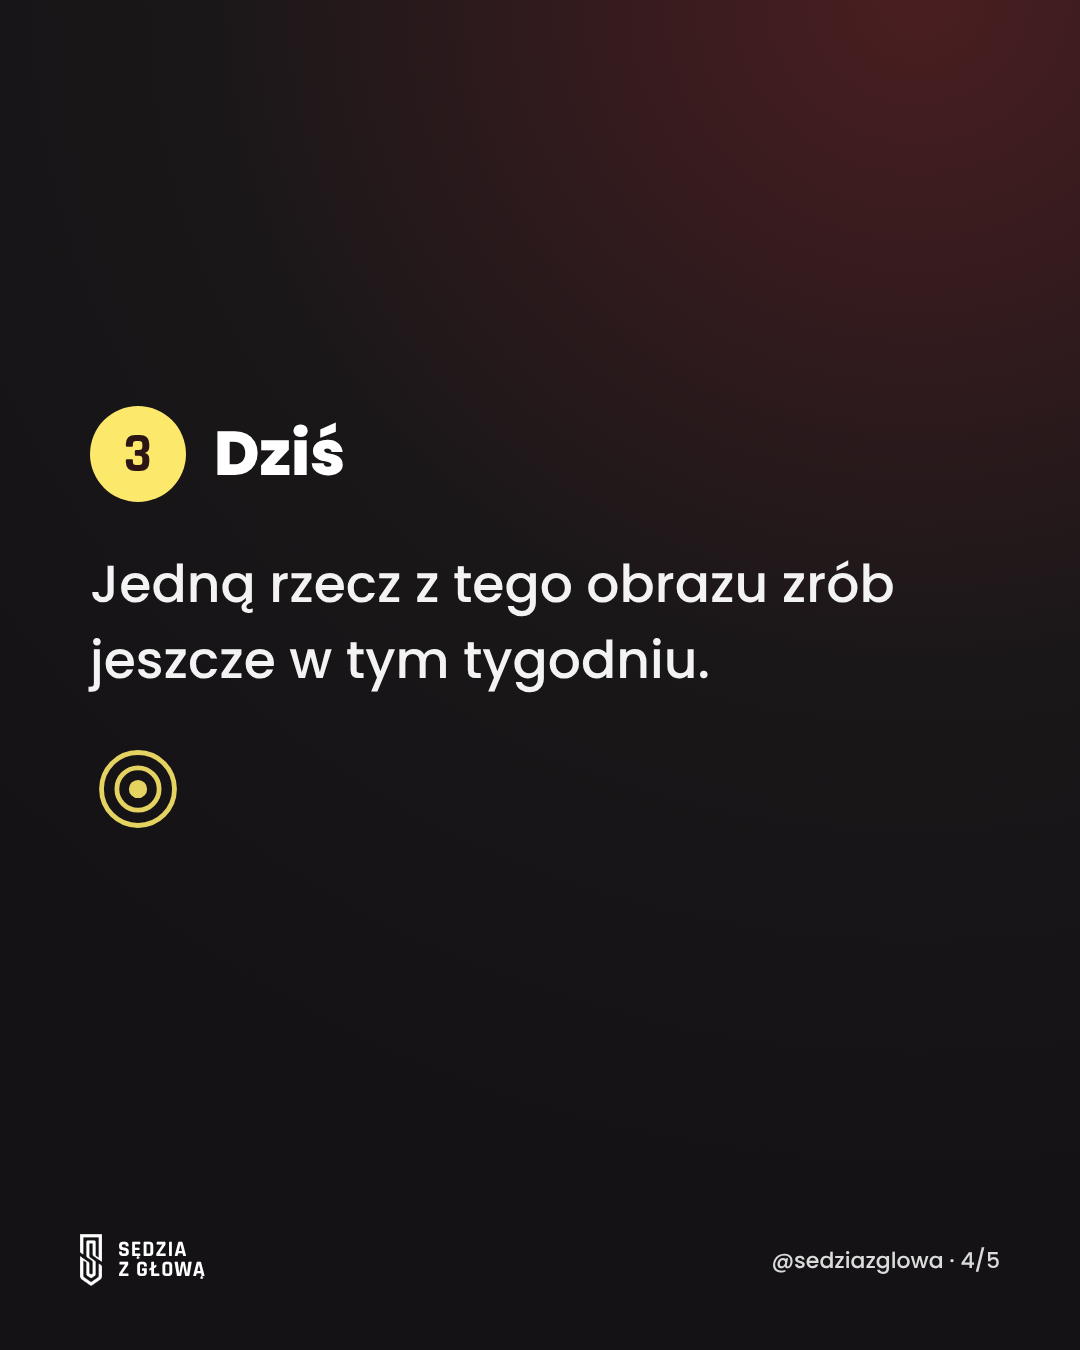 3 Dziś
Jedną rzecz z tego obrazu zrób
jeszcze w tym tygodniu.
SĘDZIA
Z GŁOWĄ
@sedziazglowa · 4/5